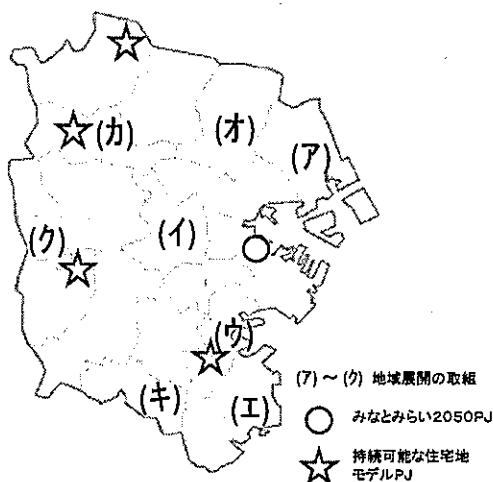 (カ)
(オ)
(ア)
(ク)
(イ)
(ウ)
(キ)
(エ)
(ア)～(ク) 地域展開の取組
みなとみらい2050PJ
持続可能な住宅地
モデルPJ